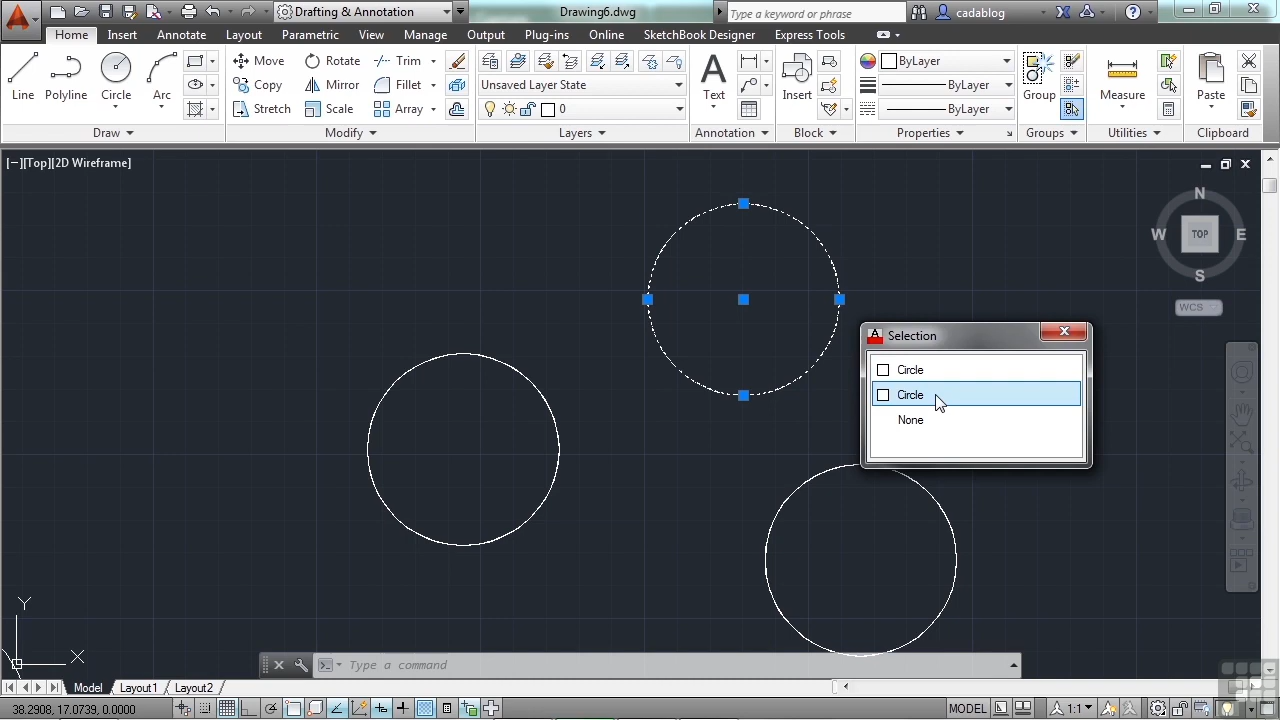 Drafting & Annotation
Drawing6.dwg
Type a keyword or phrase
cadablog
Home Insert Annotate Layout Parametric View Manage Output Plug-ins Online SketchBook Designer Express Tools
Line Polyline Circle Arc
Move Rotate Trim
Copy Mirror Fillet
Stretch Scale Array
Unsaved Layer State
0
Text
Insert
ByLayer
ByLayer
ByLayer
Group
Measure
Paste
Draw Modify Layers Annotation Block Properties Groups Utilities Clipboard
[−][Top][2D Wireframe]
N
W TOP E
S
WCS
Selection
Circle
Circle
None
Y
X
Type a command
Model Layout1 Layout2
38.2908, 17.0739, 0.0000
MODEL
1:1